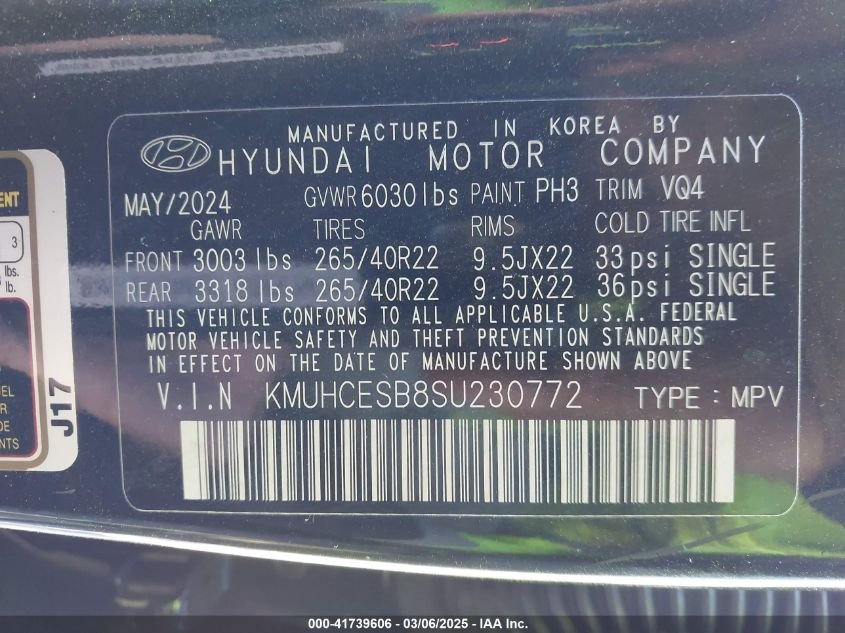 MANUFACTURED IN KOREA BY
HYUNDAI MOTOR COMPANY
MAY/2024 GVWR 6030 lbs PAINT PH3 TRIM VQ4
GAWR TIRES RIMS COLD TIRE INFL
FRONT 3003 lbs 265/40R22 9.5JX22 33psi SINGLE
REAR 3318 lbs 265/40R22 9.5JX22 36psi SINGLE
THIS VEHICLE CONFORMS TO ALL APPLICABLE U.S.A. FEDERAL
MOTOR VEHICLE SAFETY AND THEFT PREVENTION STANDARDS
IN EFFECT ON THE DATE OF MANUFACTURE SHOWN ABOVE
V.I.N KMUHCESB8SU230772 TYPE : MPV
3
lbs.
lb.
J17
000-41739606 - 03/06/2025 - IAA Inc.